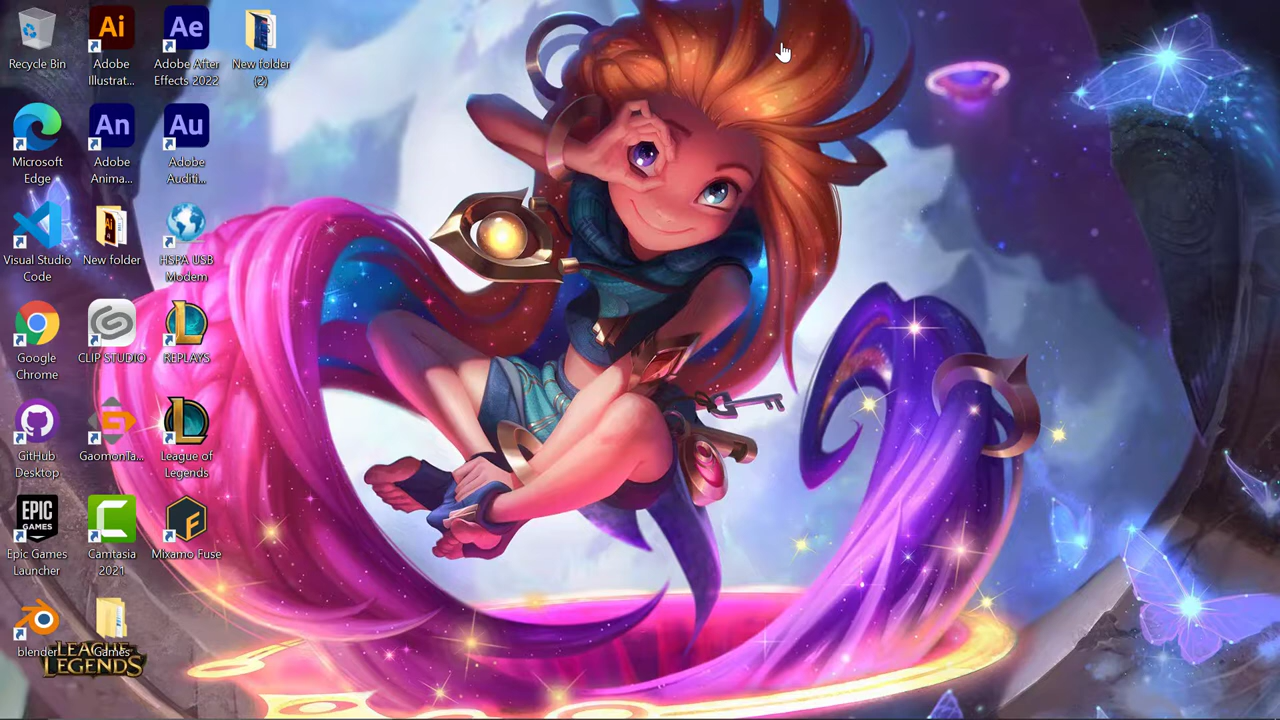 Recycle Bin
Ai
Adobe
Illustrat...
Ae
Adobe After
Effects 2022
New folder
(2)
Microsoft
Edge
An
Adobe
Anima...
Au
Adobe
Auditi...
Visual Studio
Code
New folder
HSPA USB
Modem
Google
Chrome
CLIP STUDIO
REPLAYS
GitHub
Desktop
GaomonTa...
League of
Legends
EPIC
GAMES
Epic Games
Launcher
Camtasia
2021
Mixamo Fuse
blender
Games
LEAGUE OF
LEGENDS